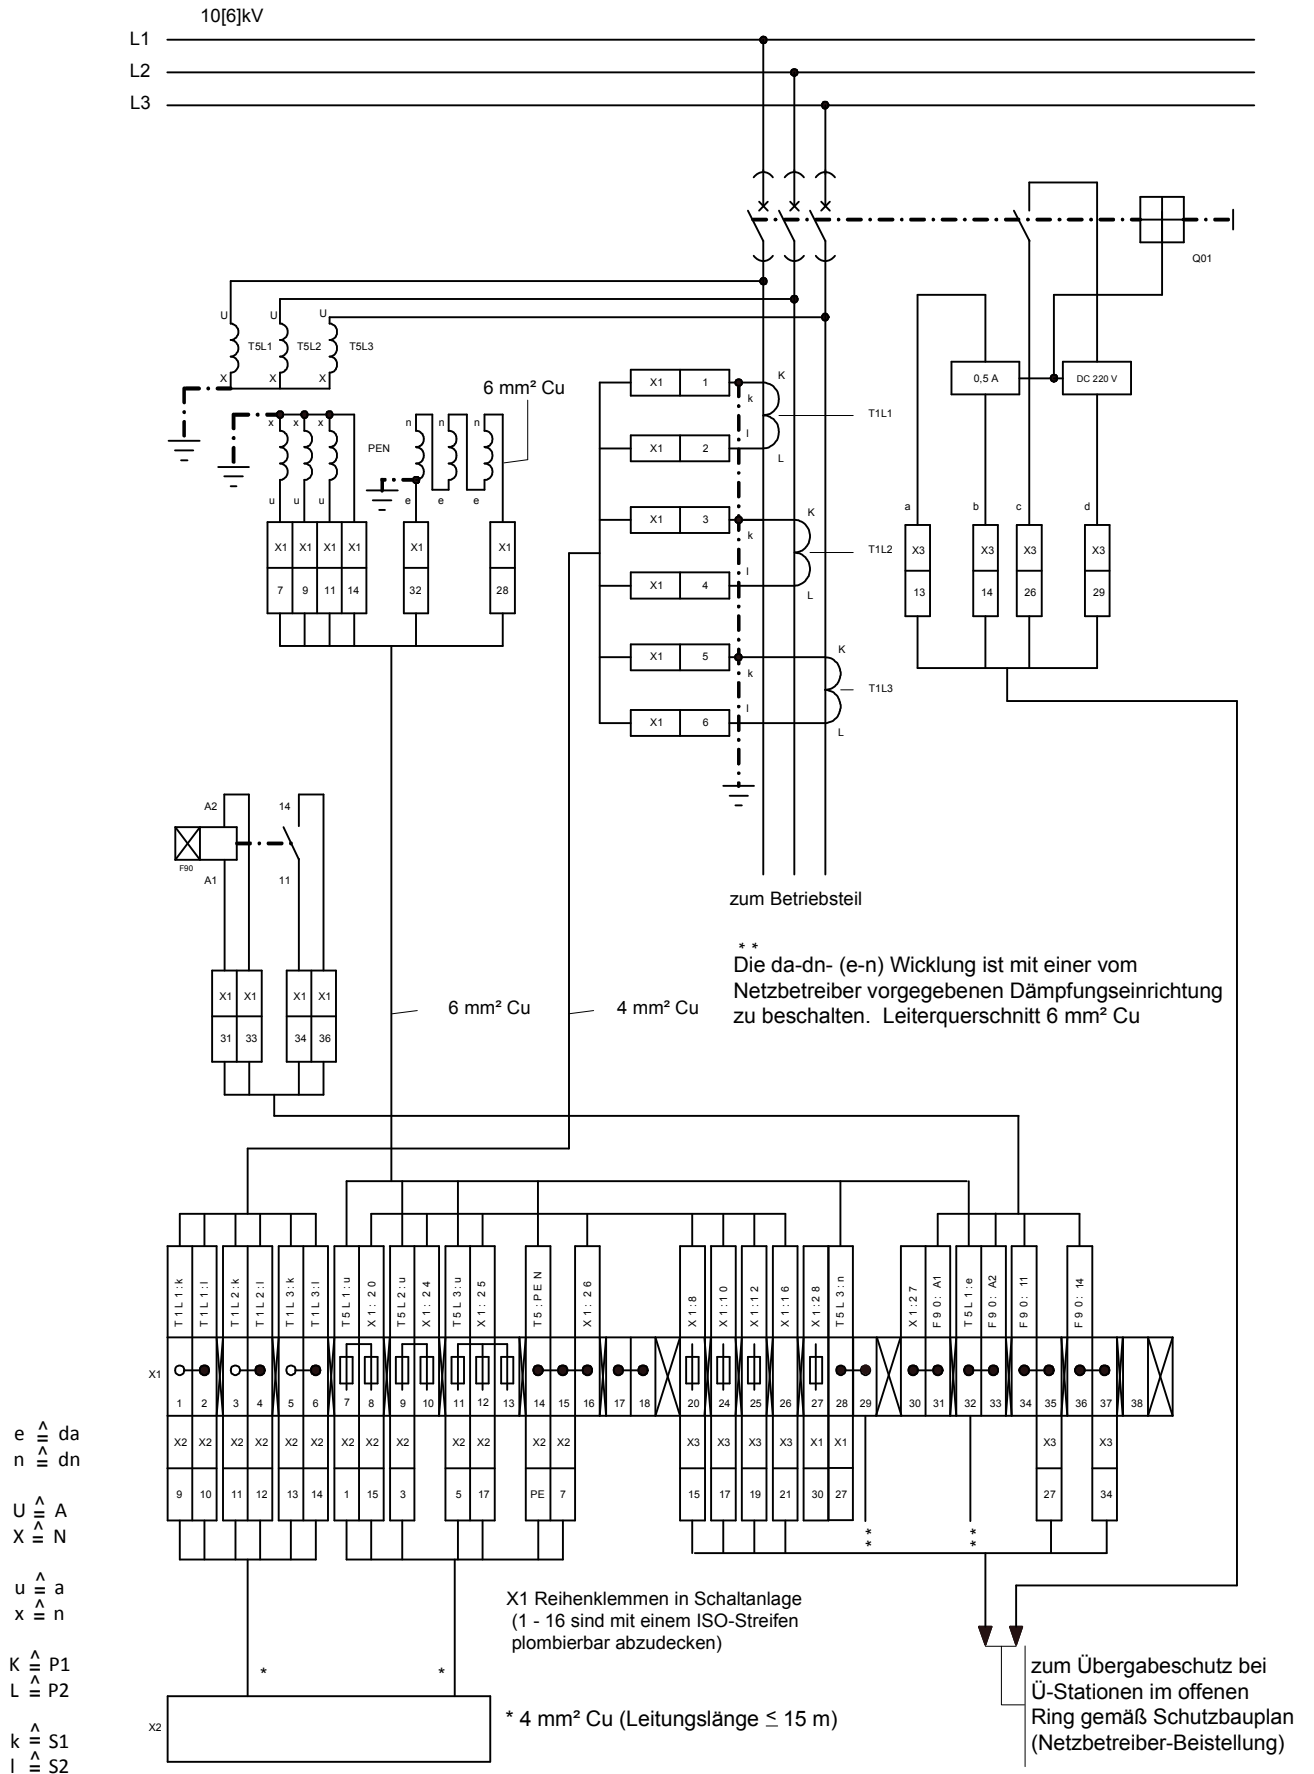 10[6]kV
L1
L2
L3
Q01
U U U
T5L1 T5L2 T5L3
X X X
6 mm² Cu
X1 1 K
k T1L1
l
X1 2 L
0,5 A DC 220 V
x x x PEN n n n
u u u e e e
X1 3 K
k T1L2
l
X1 4 L
a b c d
X1 X1 X1 X1 X1 X1
7 9 11 14 32 28
X3 X3 X3 X3
13 14 26 29
X1 5 K
k T1L3
l
X1 6 L
A2 14
F90
A1 11
zum Betriebsteil
* *
Die da-dn- (e-n) Wicklung ist mit einer vom
Netzbetreiber vorgegebenen Dämpfungseinrichtung
zu beschalten. Leiterquerschnitt 6 mm² Cu
X1 X1 X1 X1
31 33 34 36
6 mm² Cu 4 mm² Cu
T1L1:k T1L1:l T1L2:k T1L2:l T1L3:k T1L3:l T5L1:u X1:20 T5L2:u X1:24 T5L3:u X1:25 T5:PEN X1:26 X1:8 X1:10 X1:12 X1:16 X1:28 T5L3:n X1:27 F90:A1 T5L1:e F90:A2 F90:11 F90:14
X1
1 2 3 4 5 6 7 8 9 10 11 12 13 14 15 16 17 18 20 24 25 26 27 28 29 30 31 32 33 34 35 36 37 38
X2 X2 X2 X2 X2 X2 X2 X2 X2 X2 X2 X2 X2 X3 X3 X3 X3 X1 X1 X3 X3
9 10 11 12 13 14 1 15 3 5 17 PE 7 15 17 19 21 30 27 27 34
* * * *
e ≙ da
n ≙ dn
U ≙ A
X ≙ N
u ≙ a
x ≙ n
K ≙ P1
L ≙ P2
k ≙ S1
l ≙ S2
X1 Reihenklemmen in Schaltanlage
(1 - 16 sind mit einem ISO-Streifen
plombierbar abzudecken)
* *
X2
* 4 mm² Cu (Leitungslänge ≤ 15 m)
zum Übergabeschutz bei
Ü-Stationen im offenen
Ring gemäß Schutzbauplan
(Netzbetreiber-Beistellung)